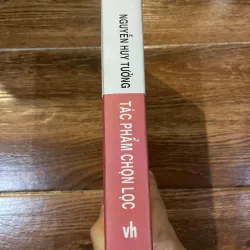 NGUYỄN HUY TƯỞNG
TÁC PHẨM CHỌN LỌC
vh